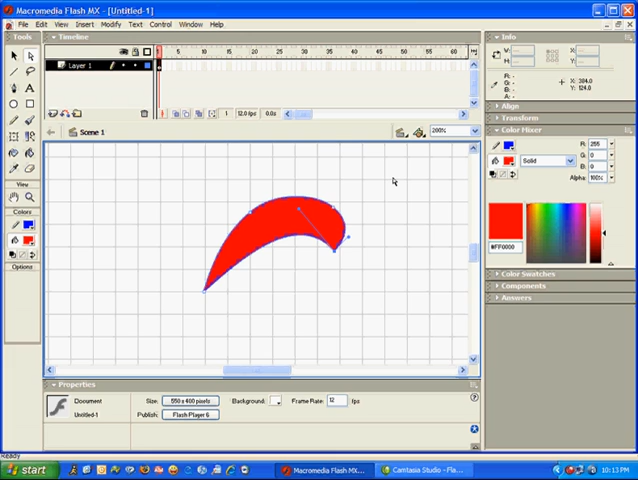 Macromedia Flash MX - [Untitled-1]
File Edit View Insert Modify Text Control Window Help
Tools
View
Colors
Options
Timeline
1 5 10 15 20 25 30 35 40 45 50 55 60
Layer 1
1 12.0 fps 0.0s
Scene 1
200%
Info
W:
H:
X:
Y:
R: -
G: -
B: -
A: -
X: 384.0
Y: 124.0
Align
Transform
Color Mixer
R: 255
G: 0
Solid
B: 0
Alpha: 100%
#FF0000
Color Swatches
Components
Answers
Properties
Document
Untitled-1
Size: 550 x 400 pixels
Background:
Frame Rate: 12 fps
Publish: Flash Player 6
Ready
start
Macromedia Flash MX...
Camtasia Studio - Fla...
10:13 PM